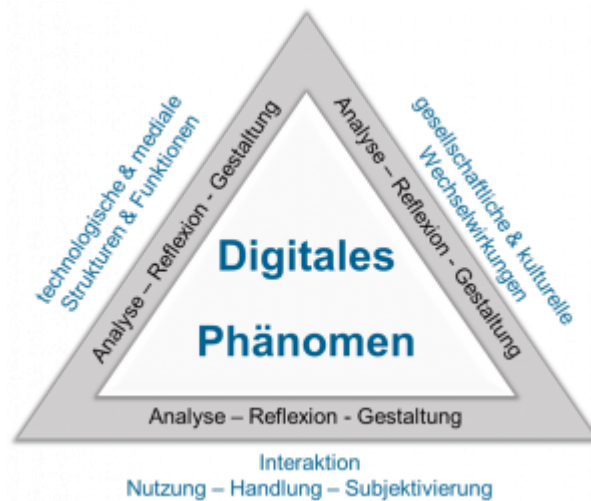 technologische & mediale
Strukturen & Funktionen
Analyse – Reflexion - Gestaltung
gesellschaftliche & kulturelle
Wechselwirkungen
Analyse – Reflexion - Gestaltung
Digitales
Phänomen
Analyse – Reflexion - Gestaltung
Interaktion
Nutzung – Handlung – Subjektivierung